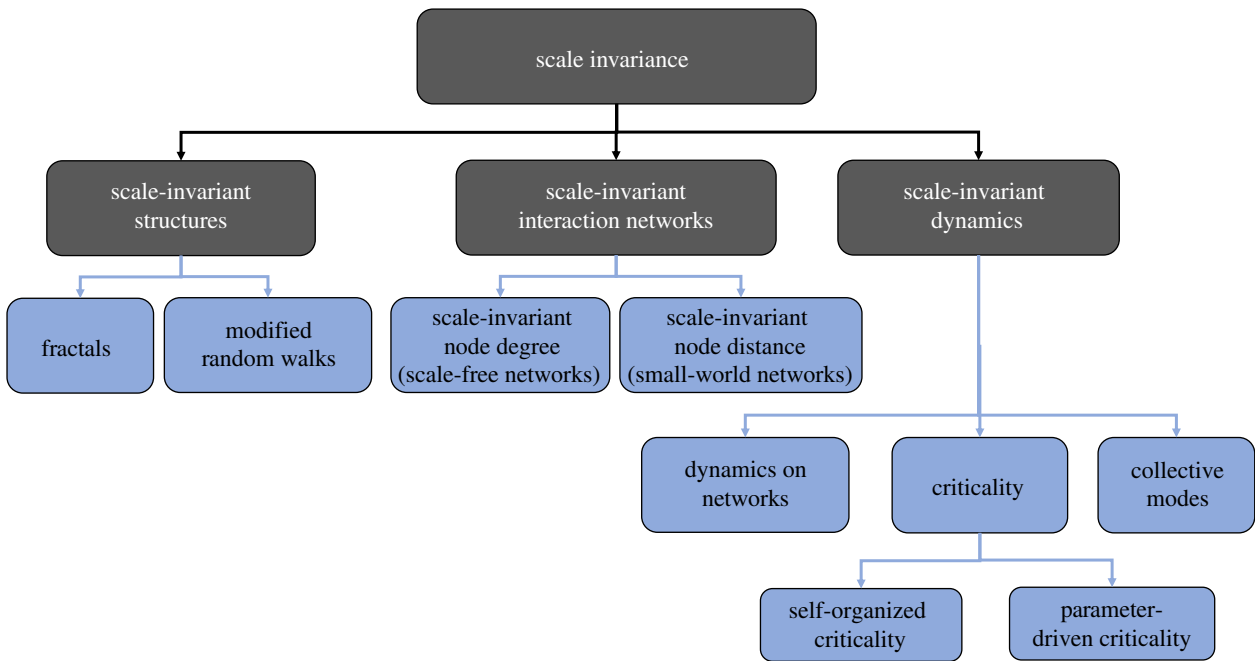 scale invariance
scale-invariant
structures
scale-invariant
interaction networks
scale-invariant
dynamics
fractals
modified
random walks
scale-invariant
node degree
(scale-free networks)
scale-invariant
node distance
(small-world networks)
dynamics on
networks
criticality
collective
modes
self-organized
criticality
parameter-
driven criticality